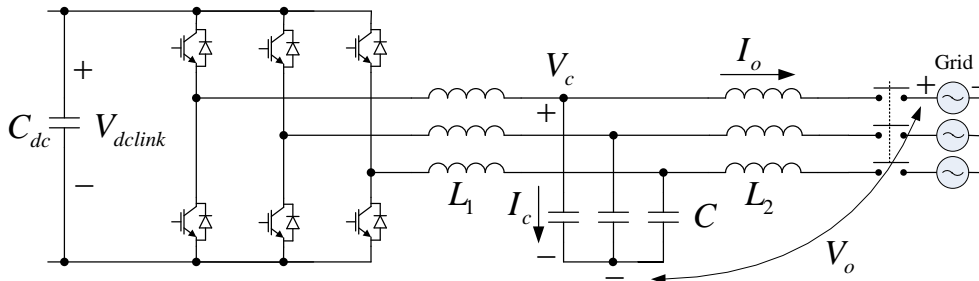 +
C_dc
V_dclink
−
L_1
V_c
+
I_c
−
−
C
I_o
L_2
Grid
+
−
V_o